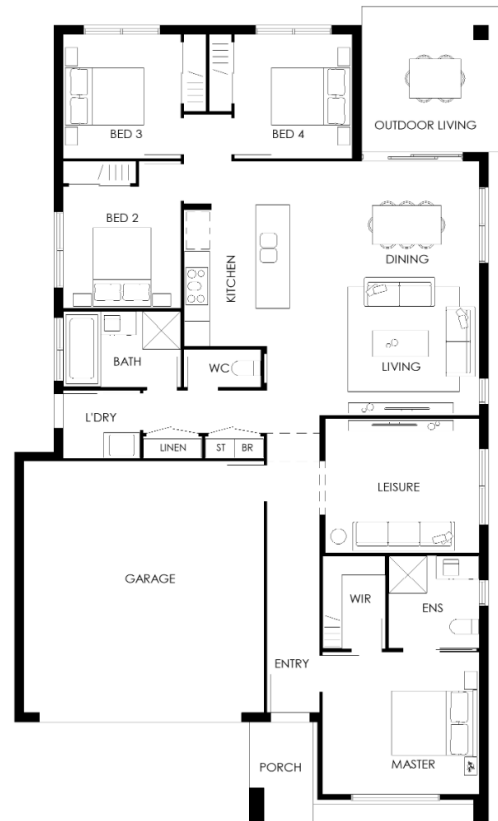 BED 3
BED 4
OUTDOOR LIVING
BED 2
DINING
KITCHEN
BATH
WC
LIVING
L'DRY
LINEN
ST
BR
LEISURE
GARAGE
WIR
ENS
ENTRY
PORCH
MASTER